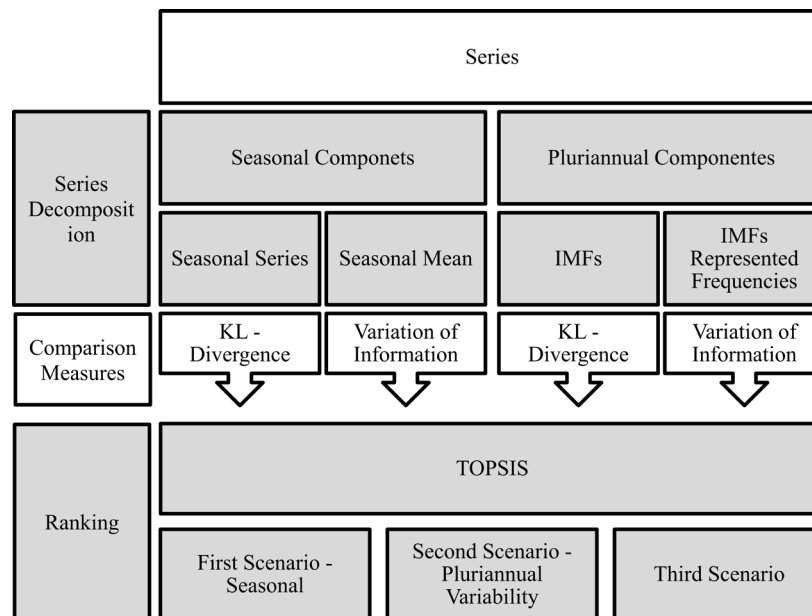 Series
Series
Decomposit
ion
Seasonal Componets
Pluriannual Componentes
Seasonal Series
Seasonal Mean
IMFs
IMFs
Represented
Frequencies
Comparison
Measures
KL -
Divergence
Variation of
Information
KL -
Divergence
Variation of
Information
Ranking
TOPSIS
First Scenario -
Seasonal
Second Scenario -
Pluriannual
Variability
Third Scenario